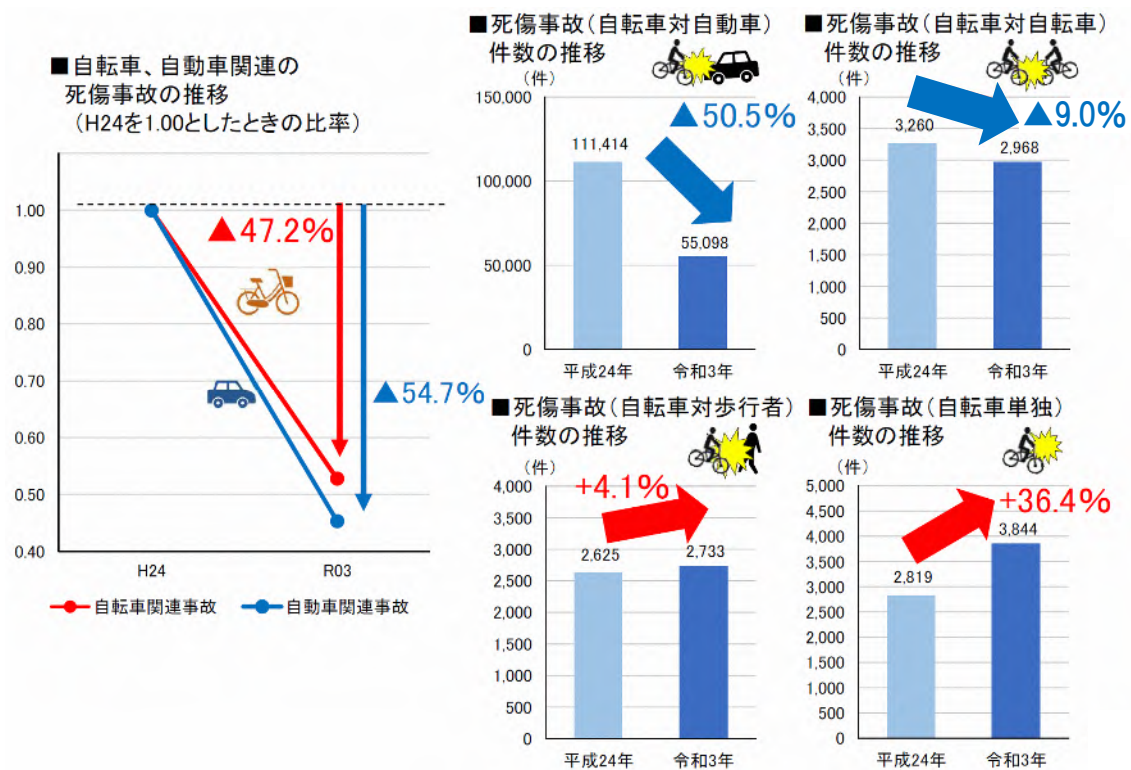 ■自転車、自動車関連の
死傷事故の推移
(H24を1.00としたときの比率)
1.00
0.90
0.80
0.70
0.60
0.50
0.40
▲47.2%
▲54.7%
H24
R03
自転車関連事故
自動車関連事故
■死傷事故(自転車対自動車)
件数の推移
(件)
150,000
100,000
50,000
0
111,414
▲50.5%
55,098
平成24年
令和3年
■死傷事故(自転車対自転車)
件数の推移
(件)
4,000
3,500
3,000
2,500
2,000
1,500
1,000
500
0
3,260
▲9.0%
2,968
平成24年
令和3年
■死傷事故(自転車対歩行者)
件数の推移
(件)
4,000
3,500
3,000
2,500
2,000
1,500
1,000
500
0
+4.1%
2,625
2,733
平成24年
令和3年
■死傷事故(自転車単独)
件数の推移
(件)
5,000
4,500
4,000
3,500
3,000
2,500
2,000
1,500
1,000
500
0
+36.4%
2,819
3,844
平成24年
令和3年